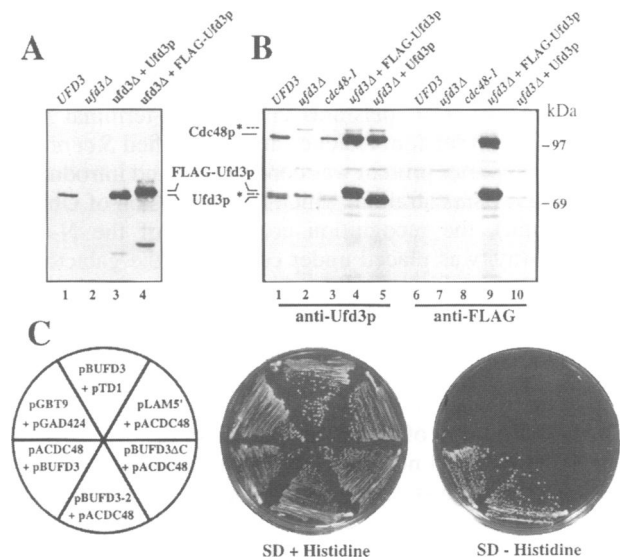 A
UFD3
ufd3Δ
ufd3Δ + Ufd3p
ufd3Δ + FLAG-Ufd3p
FLAG-Ufd3p
Ufd3p
1 2 3 4
B
UFD3
ufd3Δ
cdc48-1
ufd3Δ + FLAG-Ufd3p
ufd3Δ + Ufd3p
UFD3
ufd3Δ
cdc48-1
ufd3Δ + FLAG-Ufd3p
ufd3Δ + Ufd3p
kDa
Cdc48p
*
*
- 97
- 69
1 2 3 4 5 6 7 8 9 10
anti-Ufd3p anti-FLAG
C
pBUFD3
+ pTD1
pGBT9
+ pGAD424
pLAM5'
+ pACDC48
pACDC48
+ pBUFD3
pBUFD3ΔC
+ pACDC48
pBUFD3-2
+ pACDC48
SD + Histidine
SD - Histidine